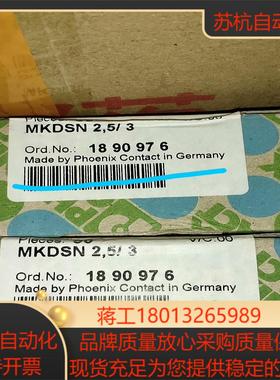 苏杭自动
MKDSN 2,5/ 3
Ord.No.: 18 90 97 6
Made by Phoenix Contact in Germany
Pieces: 50
V/C.00
MKDSN 2,5/ 3
Ord.No.: 18 90 97 6
Made by Phoenix Contact in Germany
自动化
蒋工18013265989
品牌质量放心采购质量保
开票
现货充足为您提供稳定的